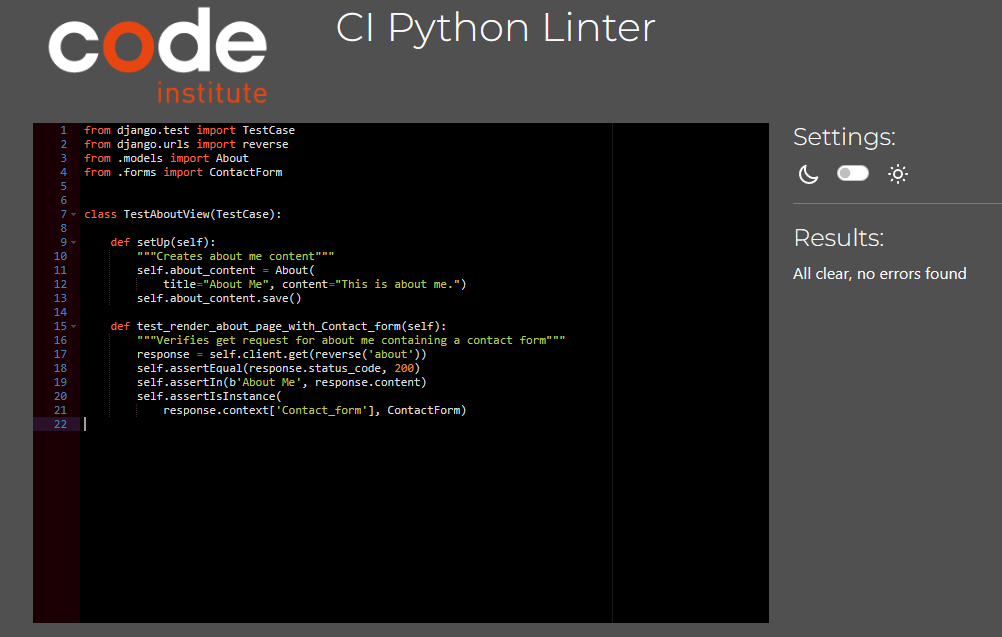 code
institute
CI Python Linter
1 from django.test import TestCase
2 from django.urls import reverse
3 from .models import About
4 from .forms import ContactForm
5
6
7 class TestAboutView(TestCase):
8
9     def setUp(self):
10         """Creates about me content"""
11         self.about_content = About(
12             title="About Me", content="This is about me.")
13         self.about_content.save()
14
15     def test_render_about_page_with_Contact_form(self):
16         """Verifies get request for about me containing a contact form"""
17         response = self.client.get(reverse('about'))
18         self.assertEqual(response.status_code, 200)
19         self.assertIn(b'About Me', response.content)
20         self.assertIsInstance(
21             response.context['Contact_form'], ContactForm)
22
Settings:
Results:
All clear, no errors found